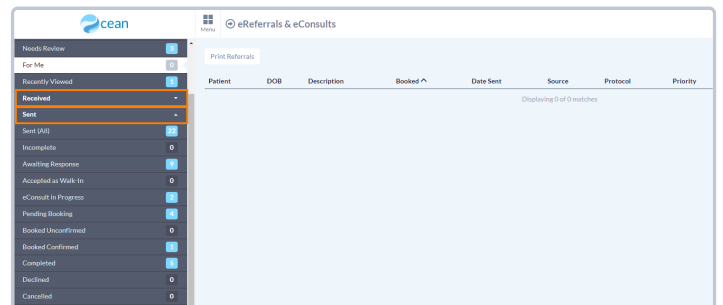 cean
Menu
eReferrals & eConsults
Needs Review 3
For Me 0
Recently Viewed 1
Received
Sent
Sent (All) 22
Incomplete 0
Awaiting Response 9
Accepted as Walk-In 0
eConsult in Progress 2
Pending Booking 4
Booked Unconfirmed 0
Booked Confirmed 1
Completed 5
Declined 0
Cancelled 0
Print Referrals
Patient DOB Description Booked Date Sent Source Protocol Priority
Displaying 0 of 0 matches